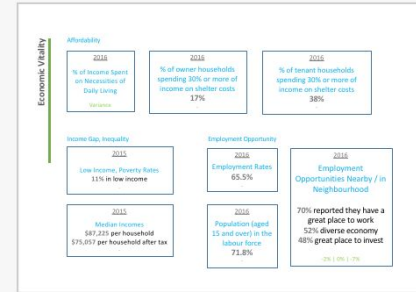 Economic Vitality
Affordability
2016
% of Income Spent
on Necessities of
Daily Living
Variance
2016
% of owner households
spending 30% or more of
income on shelter costs
17%
2016
% of tenant households
spending 30% or more of
income on shelter costs
38%
Income Gap, Inequality
2015
Low Income, Poverty Rates
11% in low income
2015
Median Incomes
$87,225 per household
$75,057 per household after tax
Employment Opportunity
2016
Employment Rates
65.5%
2016
Population (aged
15 and over) in the
labour force
71.8%
2016
Employment
Opportunities Nearby / in
Neighbourhood
70% reported they have a
great place to work
52% diverse economy
48% great place to invest